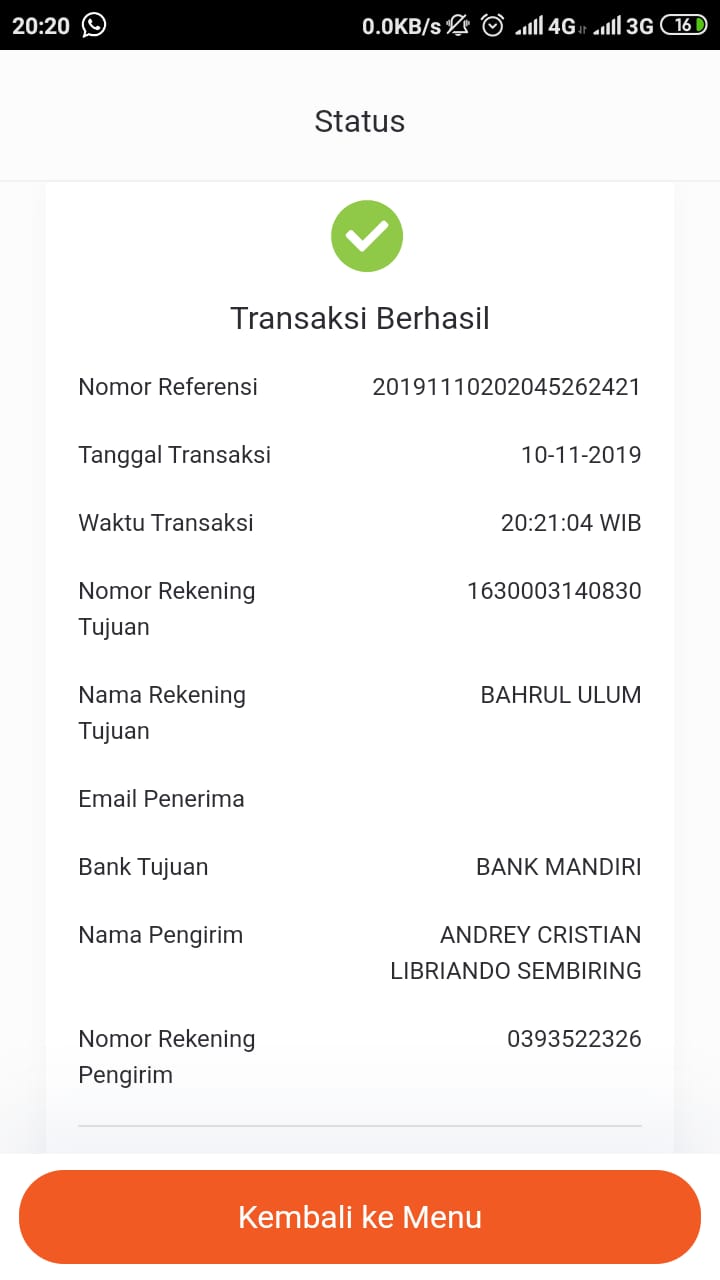 20:20 0.0KB/s 4G 3G 16
Status
Transaksi Berhasil
Nomor Referensi 20191110202045262421
Tanggal Transaksi 10-11-2019
Waktu Transaksi 20:21:04 WIB
Nomor Rekening 1630003140830
Tujuan
Nama Rekening BAHRUL ULUM
Tujuan
Email Penerima
Bank Tujuan BANK MANDIRI
Nama Pengirim ANDREY CRISTIAN
LIBRIANDO SEMBIRING
Nomor Rekening 0393522326
Pengirim
Kembali ke Menu